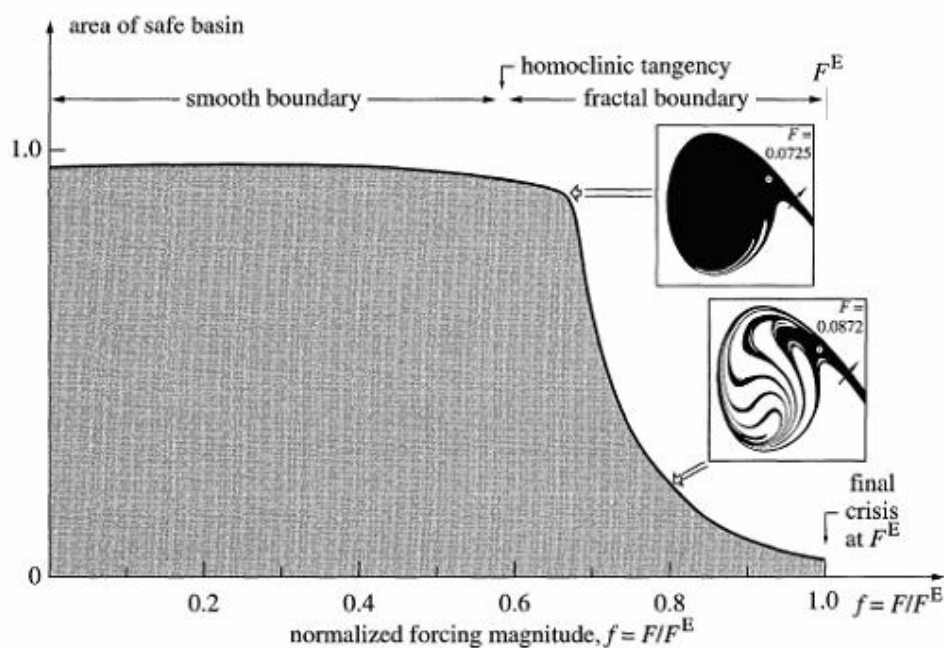 area of safe basin
homoclinic tangency
F^E
smooth boundary
fractal boundary
1.0
F =
0.0725
F =
0.0872
final
crisis
at F^E
0
0.2
0.4
0.6
0.8
1.0
f = F/F^E
normalized forcing magnitude, f = F/F^E